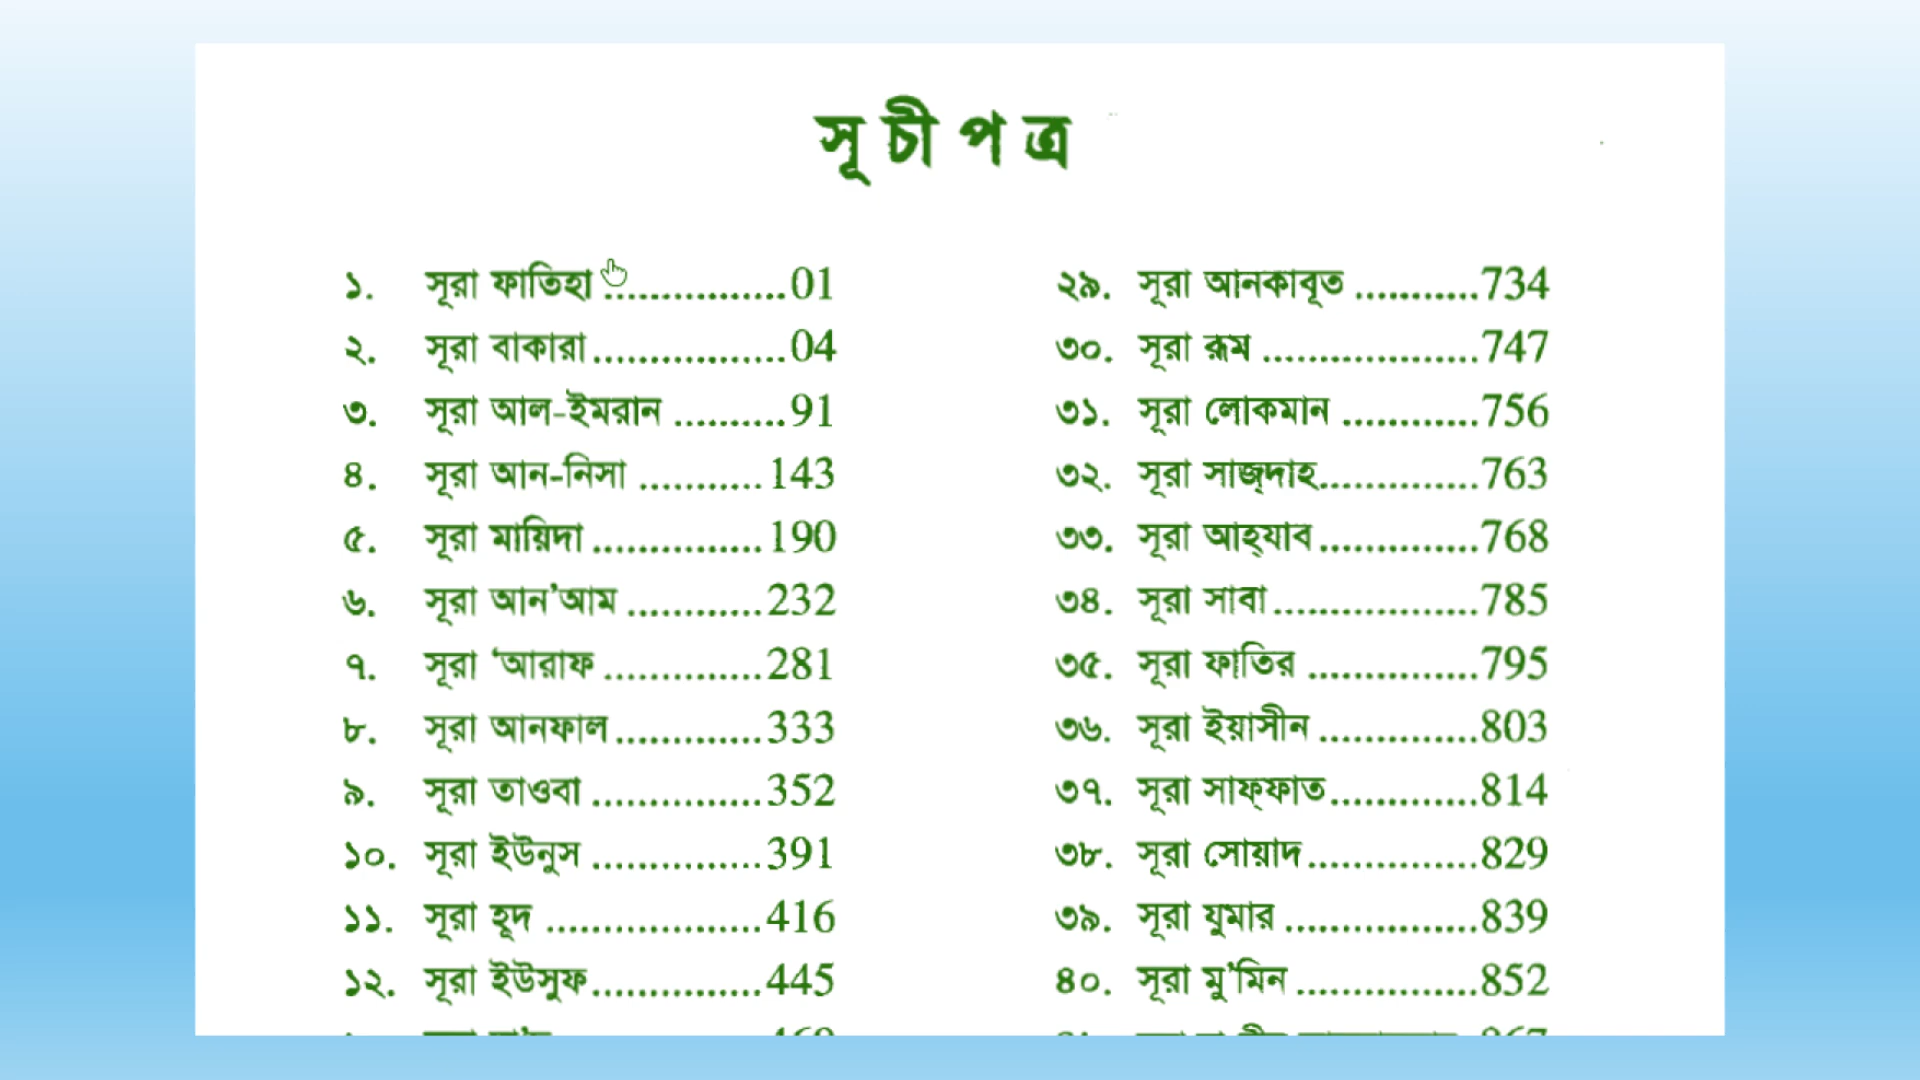 সূচীপত্র
১. সূরা ফাতিহা ................01
২. সূরা বাকারা .................04
৩. সূরা আল-ইমরান ..........91
৪. সূরা আন-নিসা ...........143
৫. সূরা মায়িদা ...............190
৬. সূরা আন’আম ............232
৭. সূরা ‘আরাফ ..............281
৮. সূরা আনফাল .............333
৯. সূরা তাওবা ...............352
১০. সূরা ইউনুস ...............391
১১. সূরা হূদ ...................416
১২. সূরা ইউসুফ ...............445
২৯. সূরা আনকাবূত ...........734
৩০. সূরা রূম ...................747
৩১. সূরা লোকমান ............756
৩২. সূরা সাজ্‌দাহ ..............763
৩৩. সূরা আহ্‌যাব ..............768
৩৪. সূরা সাবা ..................785
৩৫. সূরা ফাতির ...............795
৩৬. সূরা ইয়াসীন ..............803
৩৭. সূরা সাফ্‌ফাত .............814
৩৮. সূরা সোয়াদ ...............829
৩৯. সূরা যুমার .................839
৪০. সূরা মু’মিন ................852